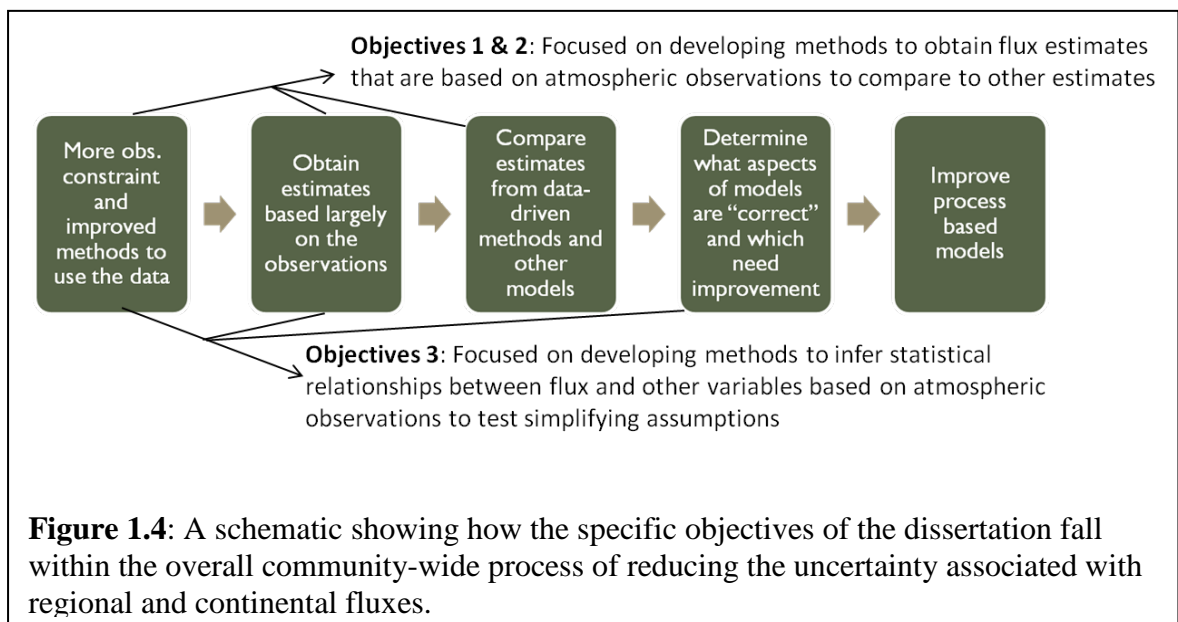 Objectives 1 & 2: Focused on developing methods to obtain flux estimates
that are based on atmospheric observations to compare to other estimates
More obs.
constraint
and
improved
methods to
use the data
Obtain
estimates
based largely
on the
observations
Compare
estimates
from data-
driven
methods and
other
models
Determine
what aspects
of models
are “correct”
and which
need
improvement
Improve
process
based
models
Objectives 3: Focused on developing methods to infer statistical
relationships between flux and other variables based on atmospheric
observations to test simplifying assumptions
Figure 1.4: A schematic showing how the specific objectives of the dissertation fall
within the overall community-wide process of reducing the uncertainty associated with
regional and continental fluxes.